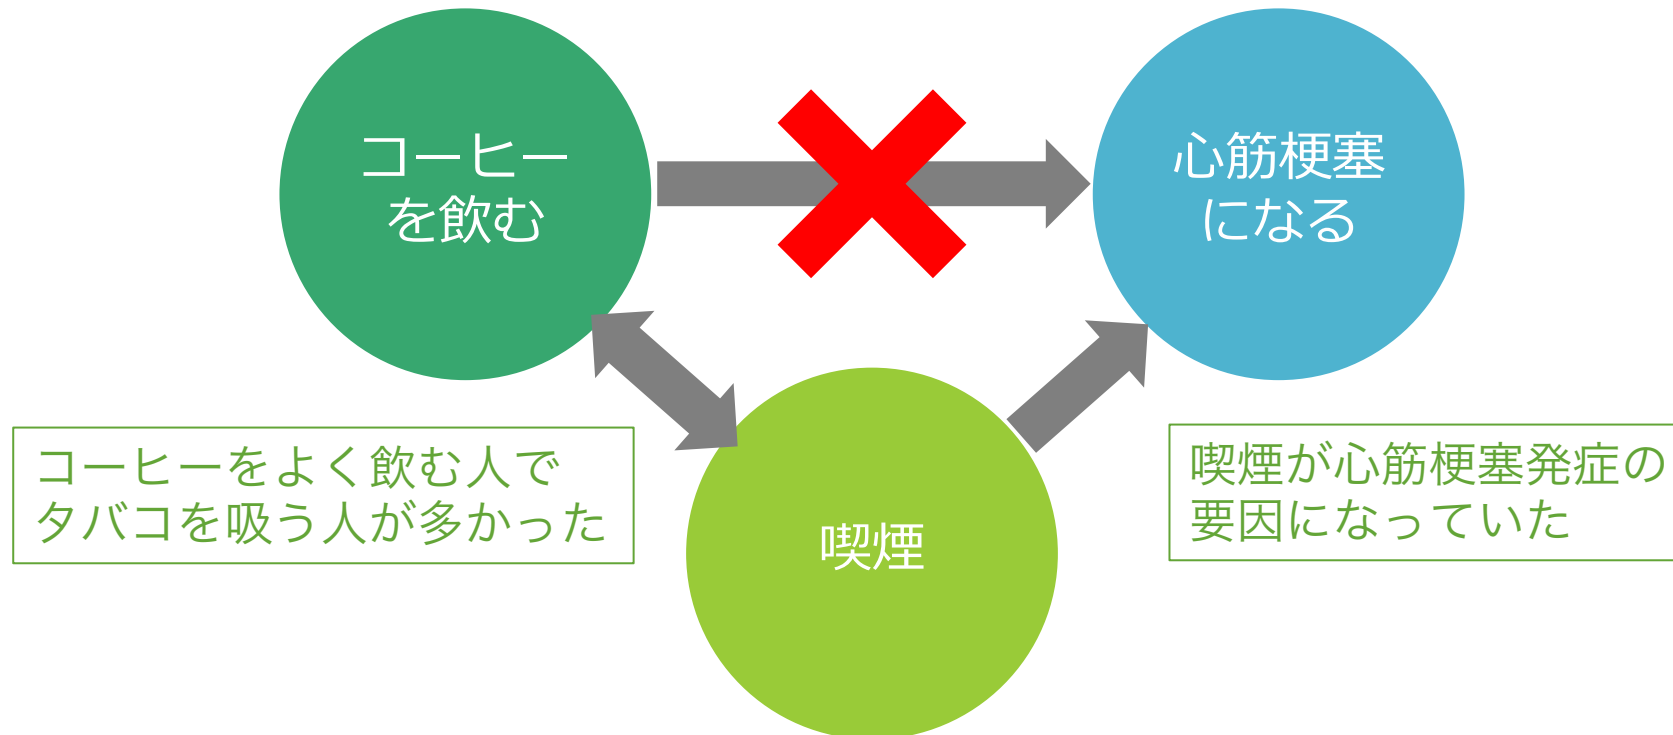 コーヒー
を飲む
心筋梗塞
になる
コーヒーをよく飲む人で
タバコを吸う人が多かった
喫煙
喫煙が心筋梗塞発症の
要因になっていた